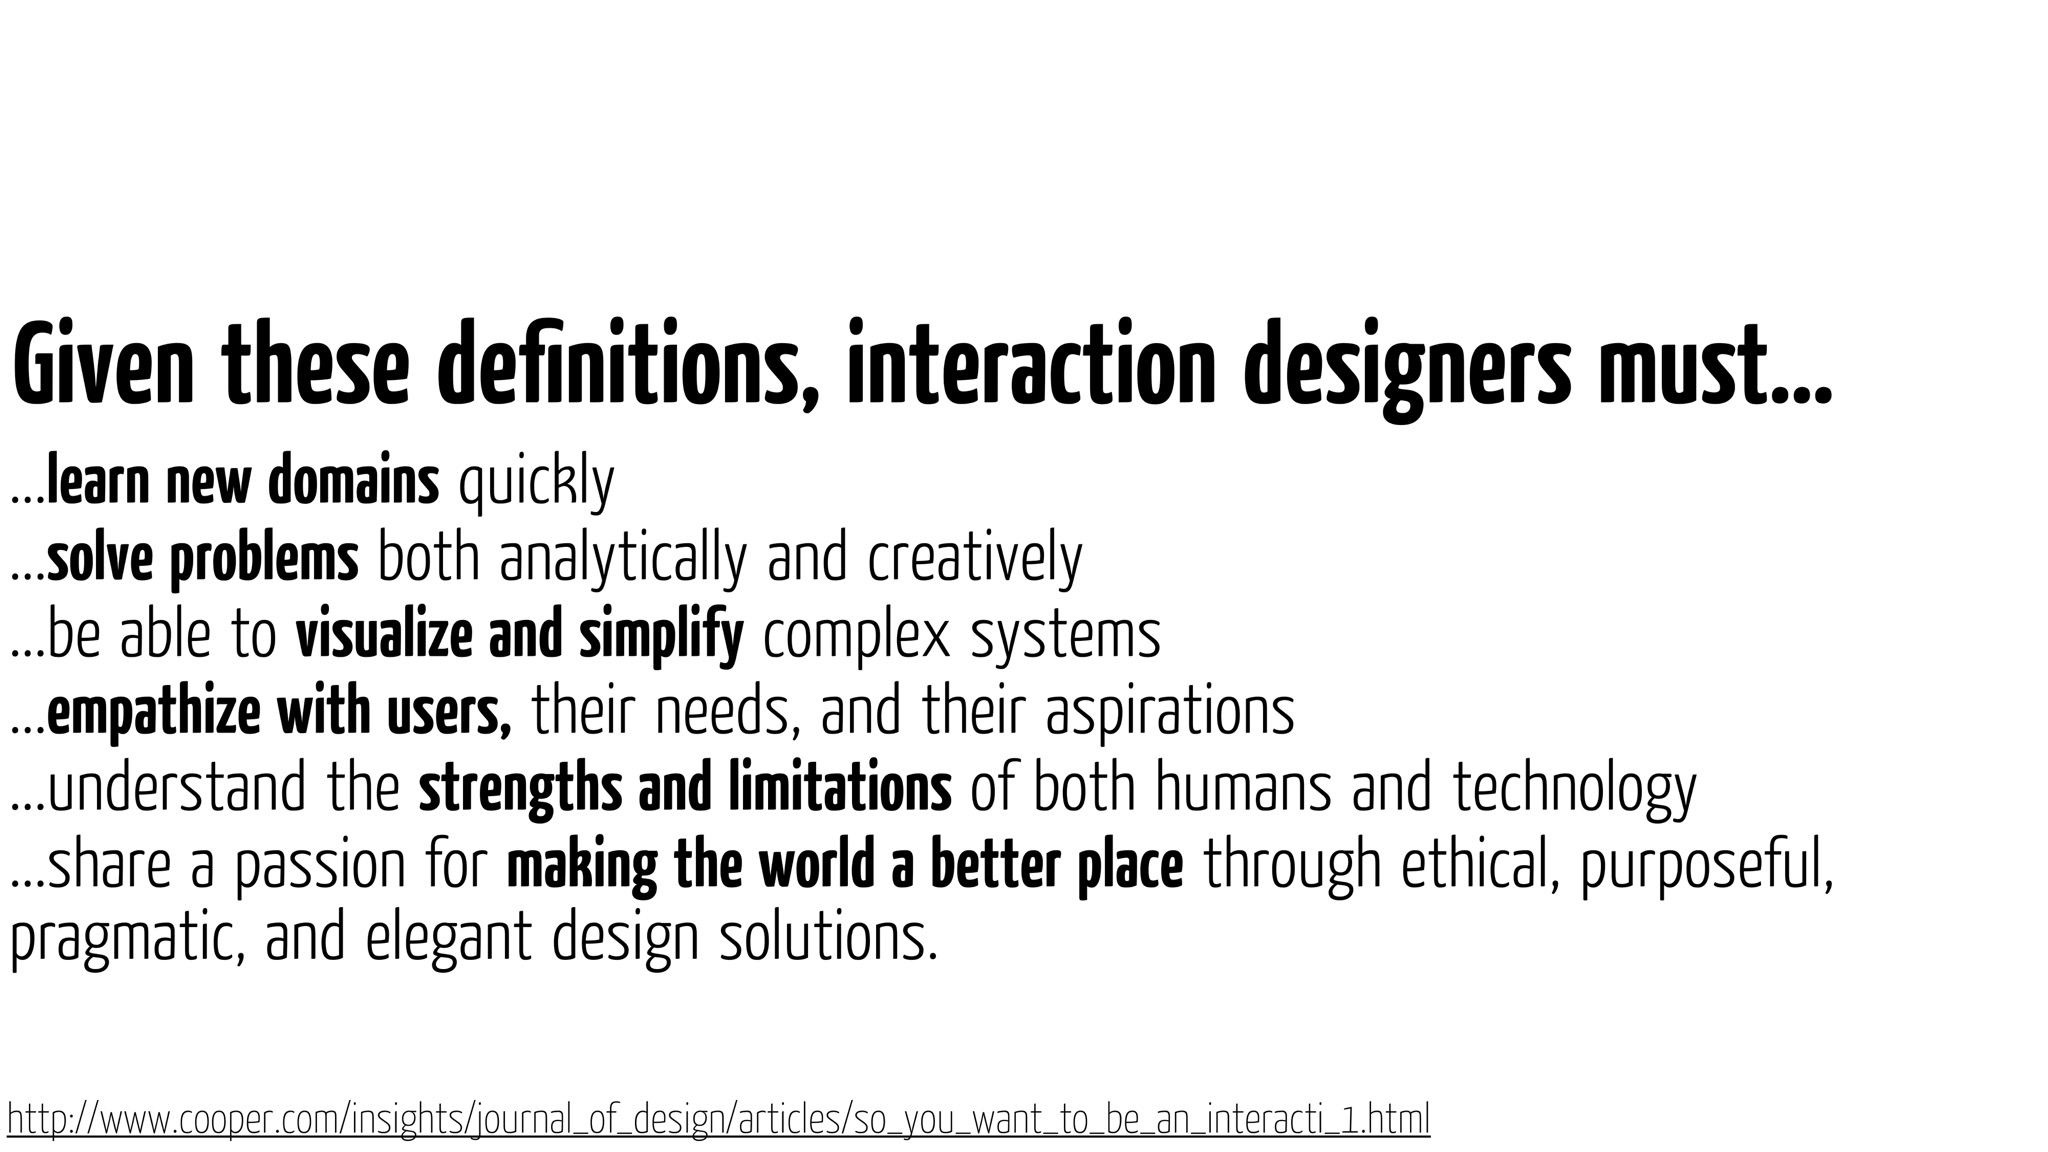 Given these definitions, interaction designers must...
...learn new domains quickly
...solve problems both analytically and creatively
...be able to visualize and simplify complex systems
...empathize with users, their needs, and their aspirations
...understand the strengths and limitations of both humans and technology
...share a passion for making the world a better place through ethical, purposeful,
pragmatic, and elegant design solutions.
http://www.cooper.com/insights/journal_of_design/articles/so_you_want_to_be_an_interacti_1.html